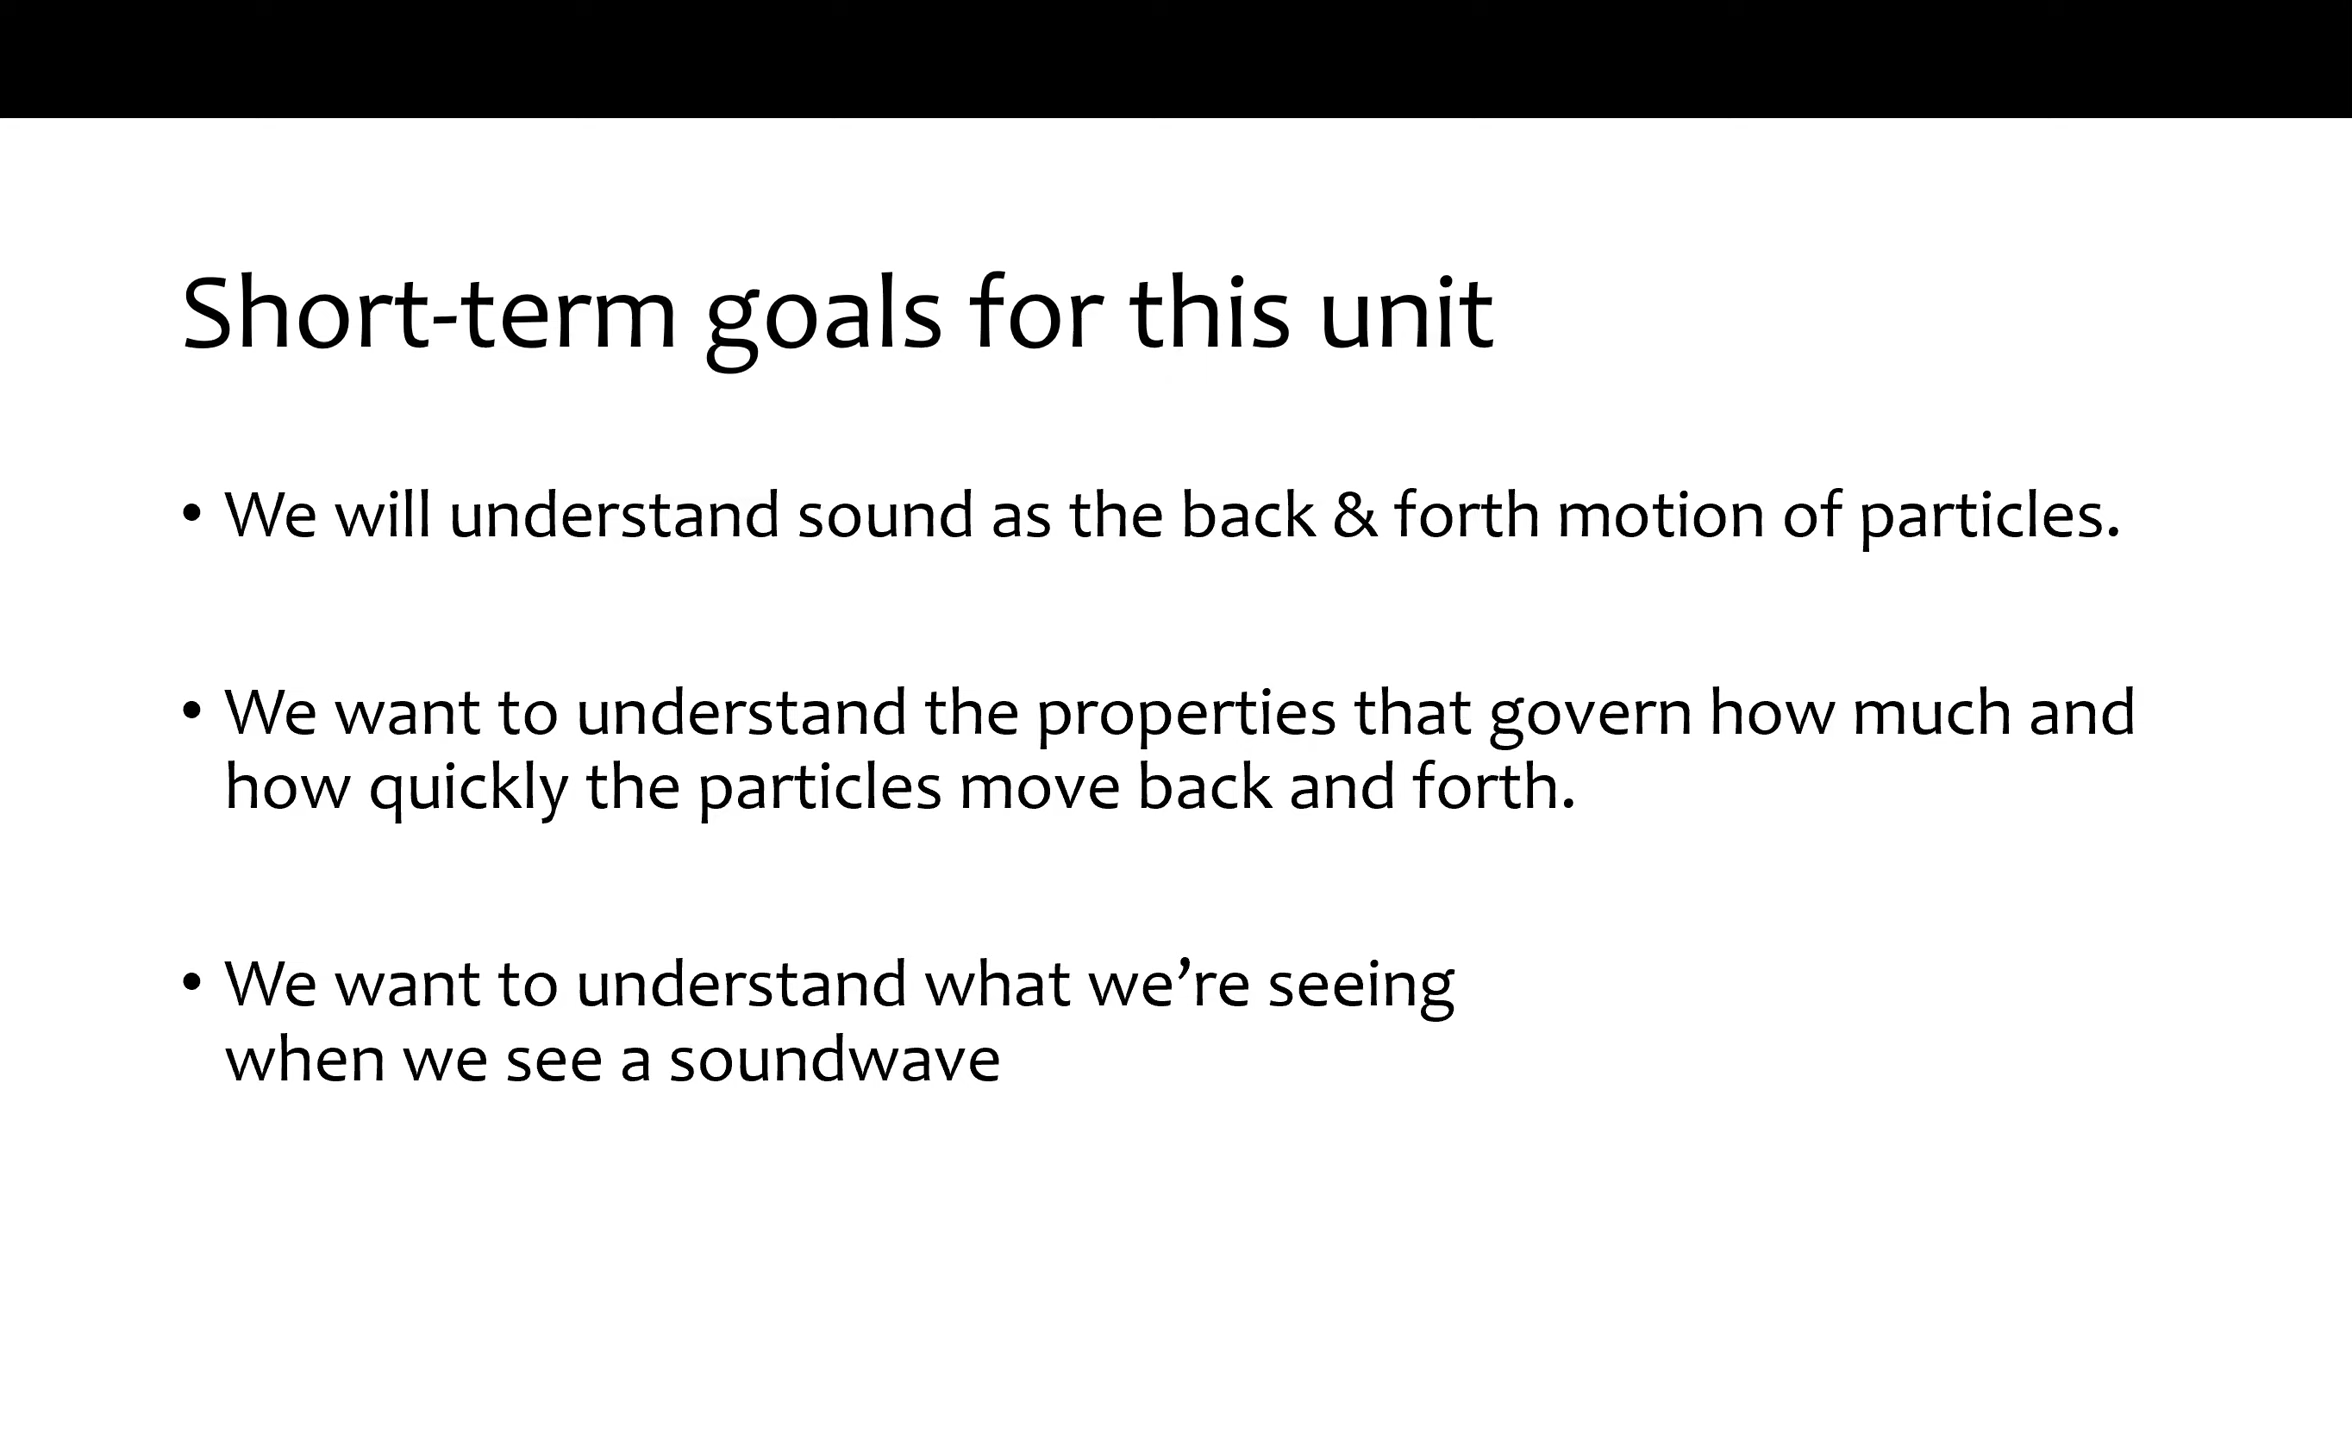 Short-term goals for this unit
• We will understand sound as the back & forth motion of particles.
• We want to understand the properties that govern how much and
how quickly the particles move back and forth.
• We want to understand what we’re seeing
when we see a soundwave